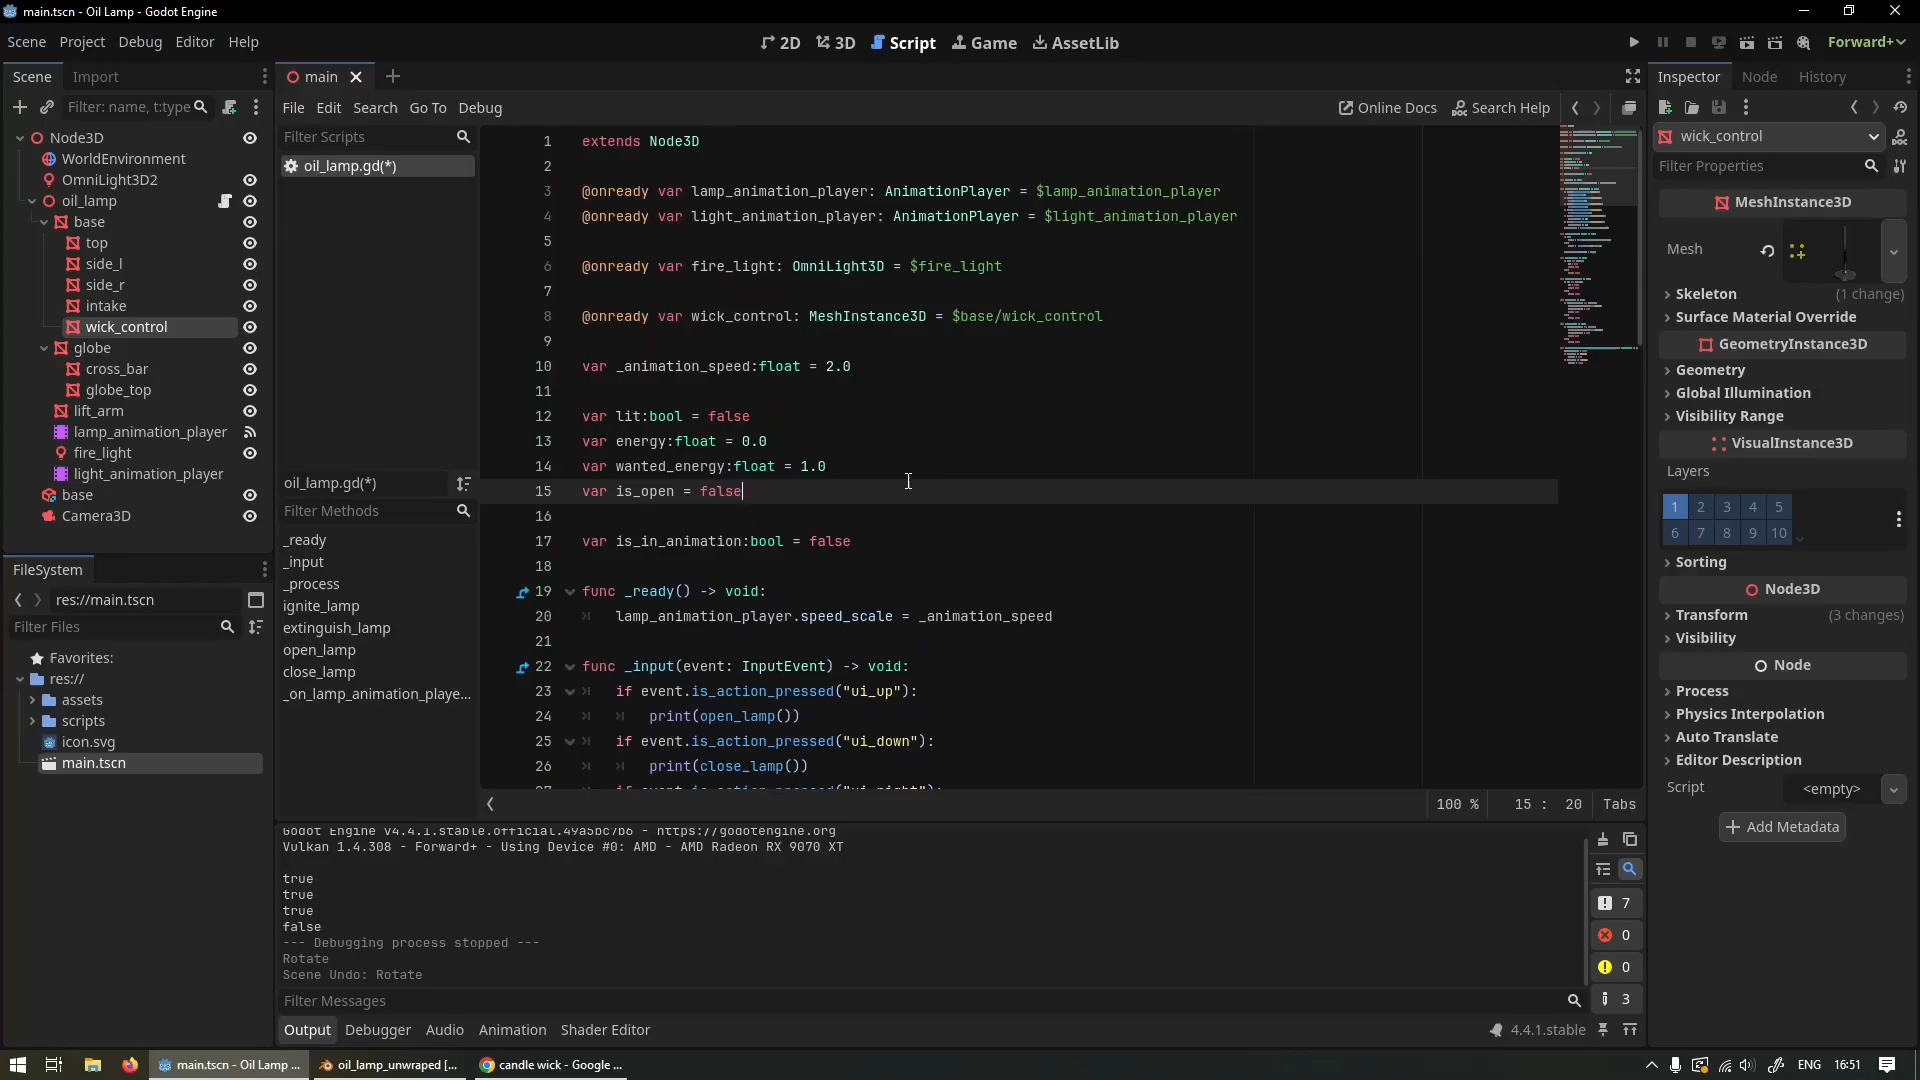 main.tscn - Oil Lamp - Godot Engine
Scene Project Debug Editor Help
2D 3D Script Game AssetLib
Forward+
Scene Import
Filter: name, t:type
Node3D
WorldEnvironment
OmniLight3D2
oil_lamp
base
top
side_l
side_r
intake
wick_control
globe
cross_bar
globe_top
lift_arm
lamp_animation_player
fire_light
light_animation_player
base
Camera3D
FileSystem
res://main.tscn
Filter Files
Favorites:
res://
assets
scripts
icon.svg
main.tscn
main
File Edit Search Go To Debug
Online Docs Search Help
Filter Scripts
oil_lamp.gd(*)
oil_lamp.gd(*)
Filter Methods
_ready
_input
_process
ignite_lamp
extinguish_lamp
open_lamp
close_lamp
_on_lamp_animation_playe...
1 extends Node3D
2
3 @onready var lamp_animation_player: AnimationPlayer = $lamp_animation_player
4 @onready var light_animation_player: AnimationPlayer = $light_animation_player
5
6 @onready var fire_light: OmniLight3D = $fire_light
7
8 @onready var wick_control: MeshInstance3D = $base/wick_control
9
10 var _animation_speed:float = 2.0
11
12 var lit:bool = false
13 var energy:float = 0.0
14 var wanted_energy:float = 1.0
15 var is_open = false
16
17 var is_in_animation:bool = false
18
19 func _ready() -> void:
20 lamp_animation_player.speed_scale = _animation_speed
21
22 func _input(event: InputEvent) -> void:
23 if event.is_action_pressed("ui_up"):
24 print(open_lamp())
25 if event.is_action_pressed("ui_down"):
26 print(close_lamp())
100 % 15 : 20 Tabs
Godot Engine v4.4.1.stable.official.49a5bc7b6 - https://godotengine.org
Vulkan 1.4.308 - Forward+ - Using Device #0: AMD - AMD Radeon RX 9070 XT
true
true
true
false
--- Debugging process stopped ---
Rotate
Scene Undo: Rotate
Filter Messages
7
0
0
3
Output Debugger Audio Animation Shader Editor
4.4.1.stable
Inspector Node History
wick_control
Filter Properties
MeshInstance3D
Mesh
Skeleton (1 change)
Surface Material Override
GeometryInstance3D
Geometry
Global Illumination
Visibility Range
VisualInstance3D
Layers
1 2 3 4 5
6 7 8 9 10
Sorting
Node3D
Transform (3 changes)
Visibility
Node
Process
Physics Interpolation
Auto Translate
Editor Description
Script <empty>
Add Metadata
main.tscn - Oil Lamp ...
oil_lamp_unwraped [...
candle wick - Google ...
ENG 16:51